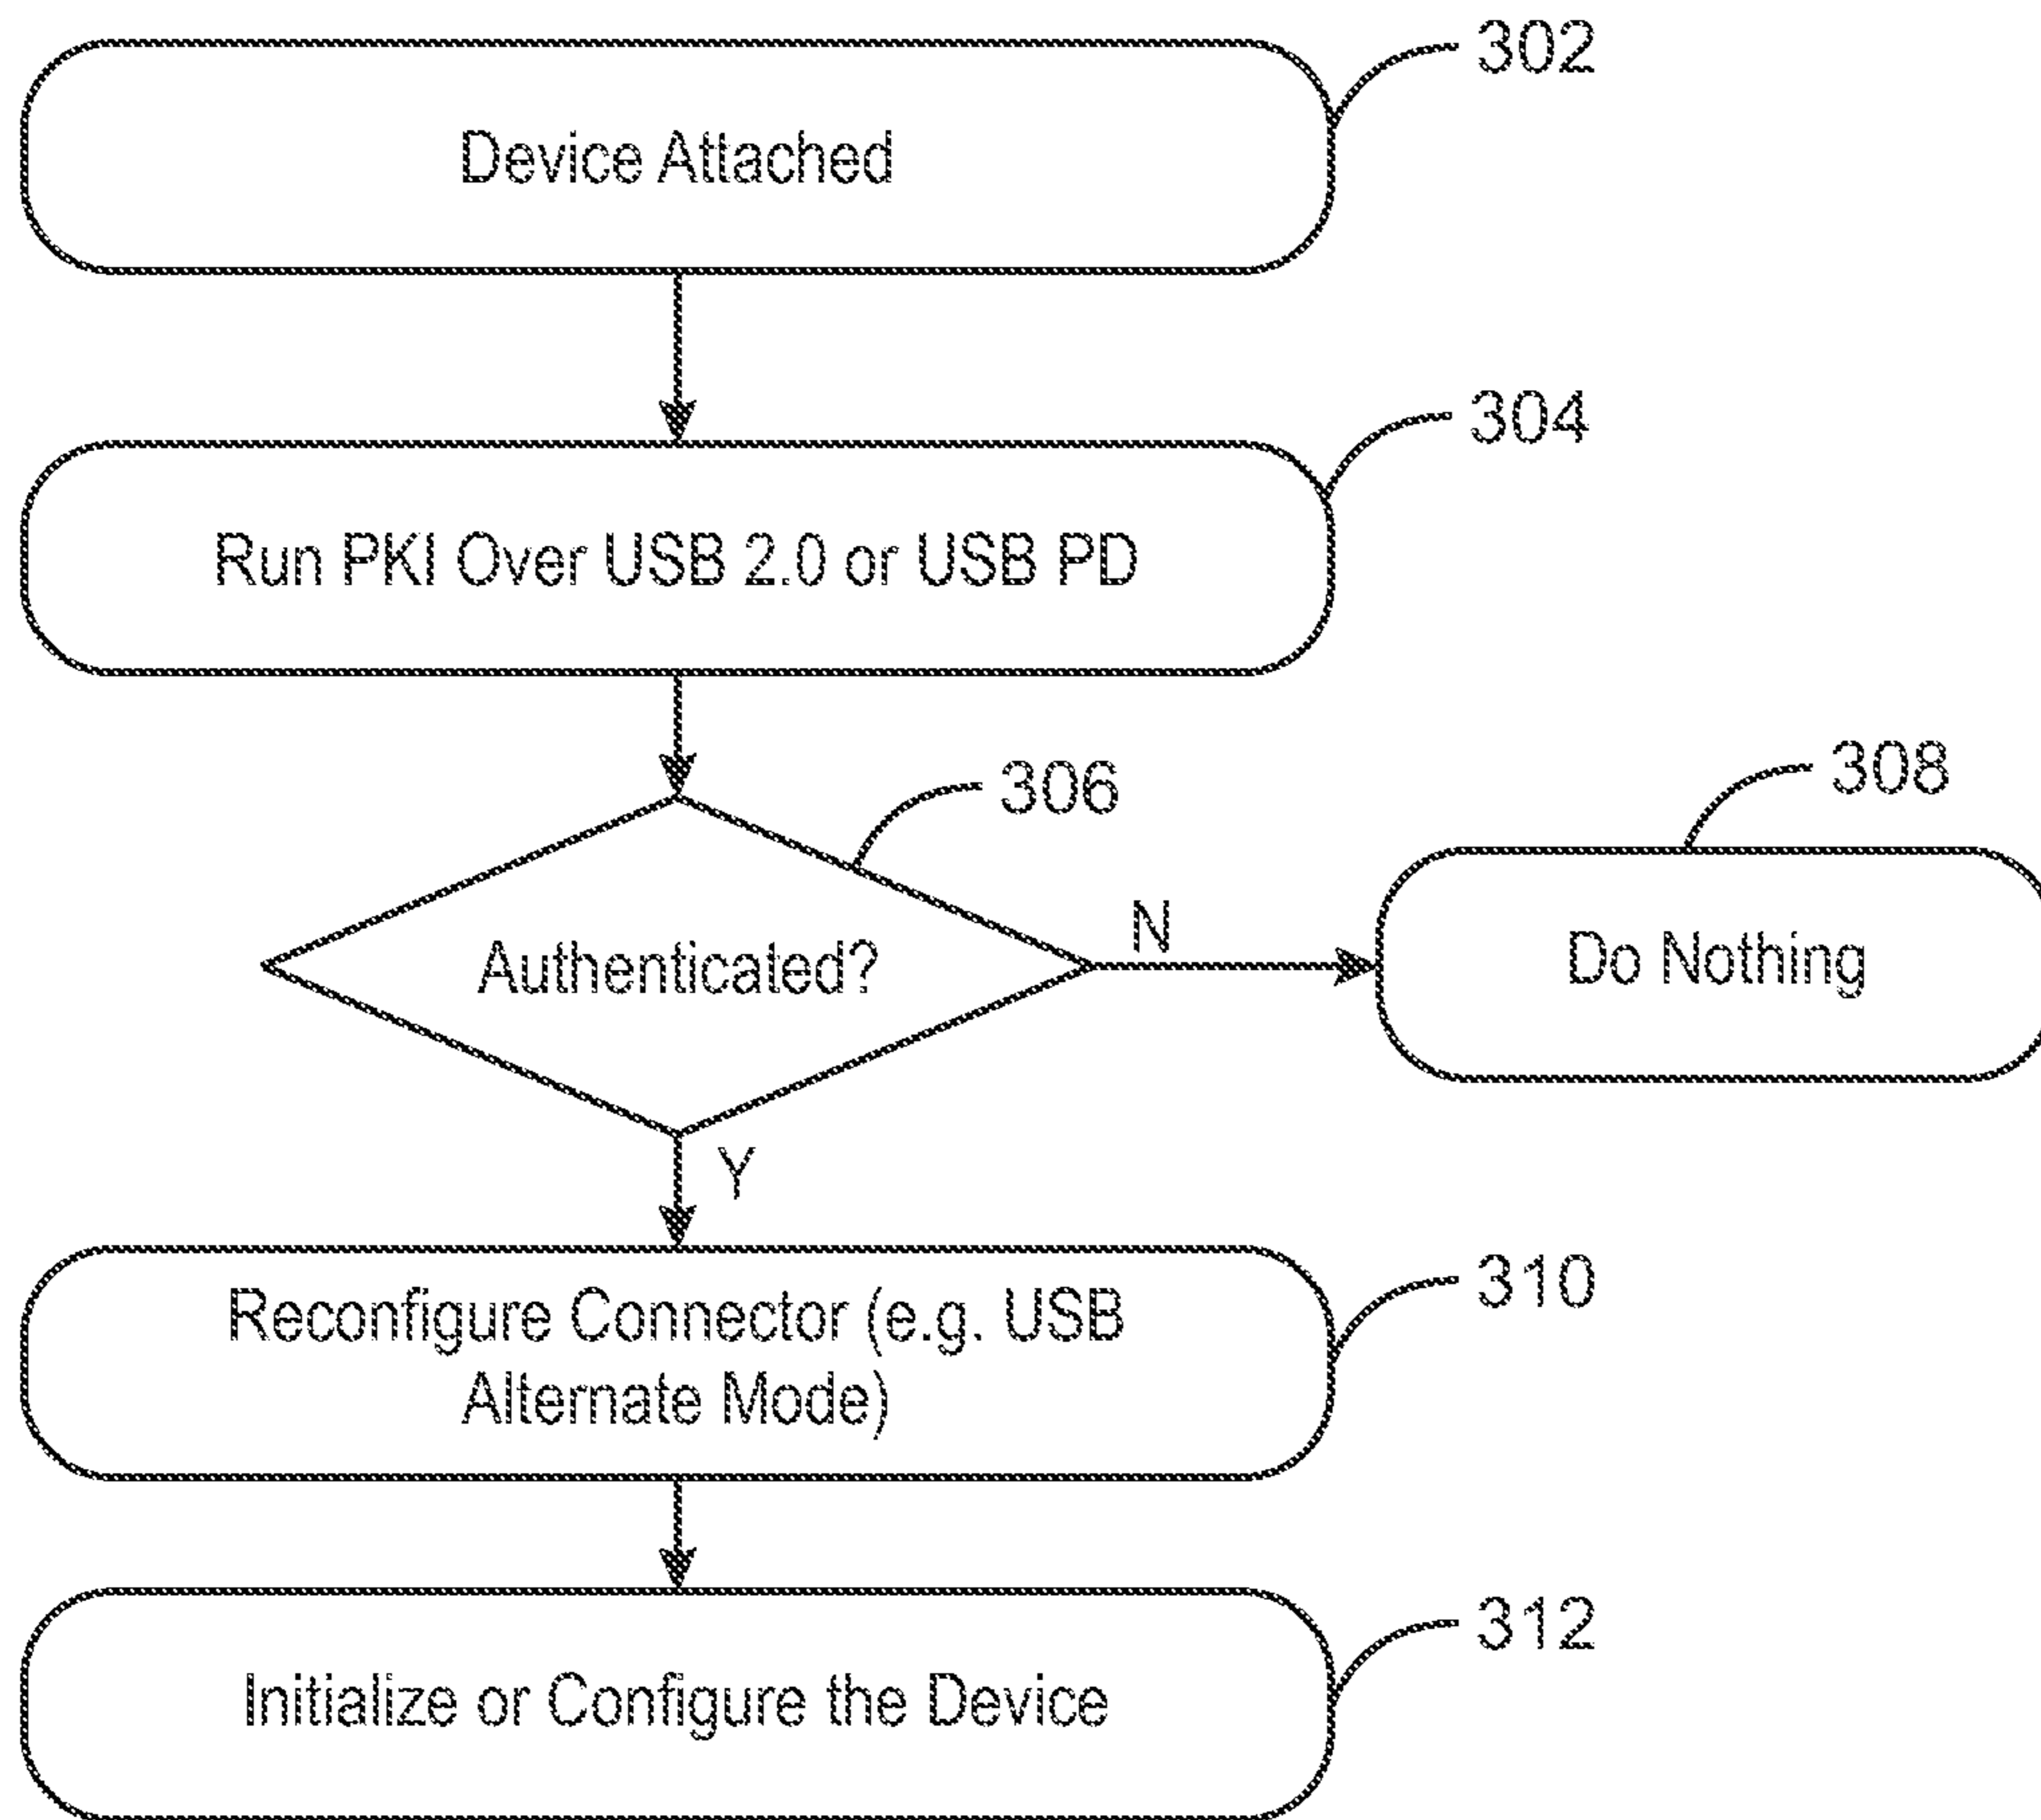 302
Device Attached
304
Run PKI Over USB 2.0 or USB PD
306
308
Authenticated?
N
Do Nothing
Y
310
Reconfigure Connector (e.g. USB
Alternate Mode)
312
Initialize or Configure the Device